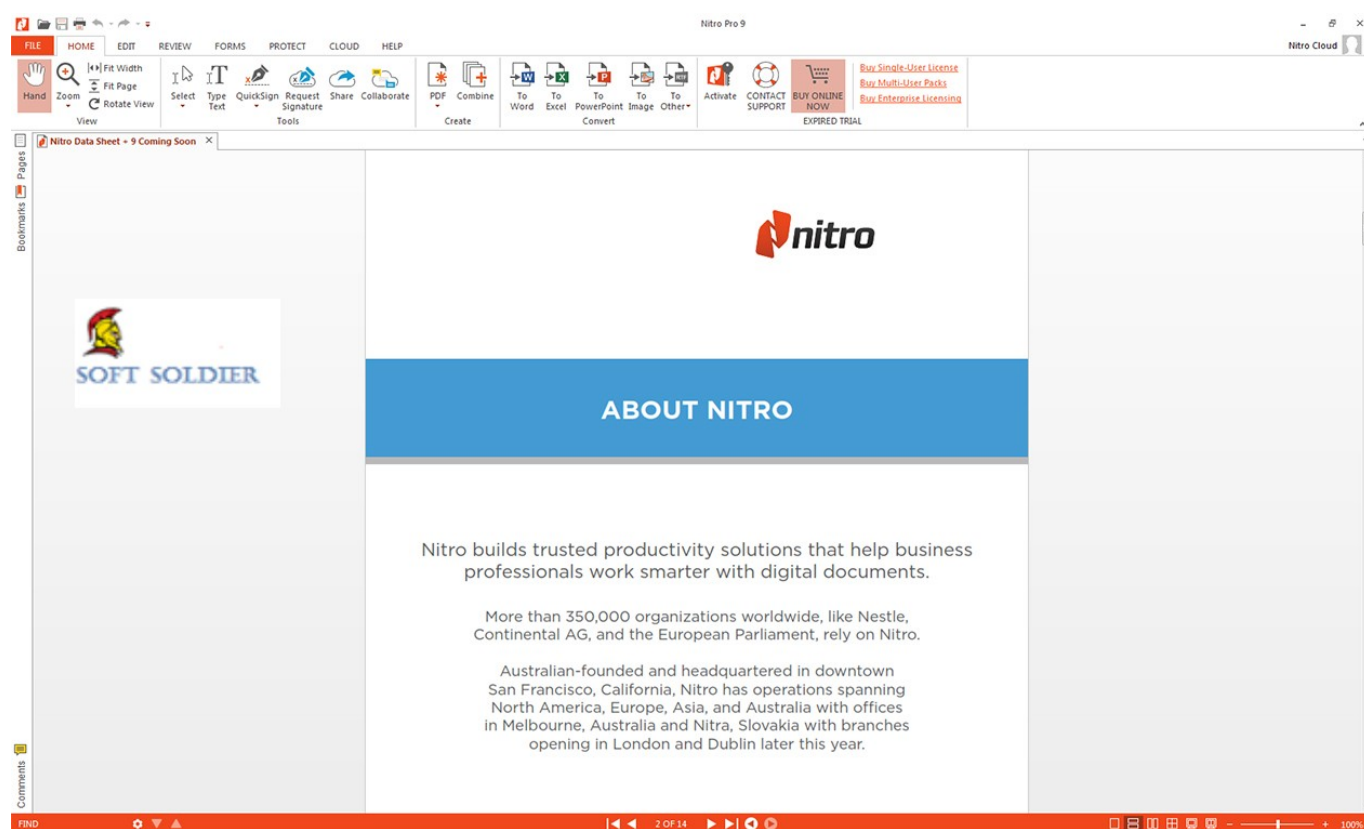 Nitro Pro 9
FILE HOME EDIT REVIEW FORMS PROTECT CLOUD HELP
Nitro Cloud
Hand
Zoom
Fit Width
Fit Page
Rotate View
View
Select
Type
Text
QuickSign
Request
Signature
Share
Collaborate
Tools
PDF
Combine
Create
To
Word
To
Excel
To
PowerPoint
To
Image
To
Other
Convert
Activate
CONTACT
SUPPORT
BUY ONLINE
NOW
Buy Single-User License
Buy Multi-User Packs
Buy Enterprise Licensing
EXPIRED TRIAL
Nitro Data Sheet - 9 Coming Soon
Pages
Bookmarks
nitro
SOFT SOLDIER
ABOUT NITRO
Nitro builds trusted productivity solutions that help business
professionals work smarter with digital documents.
More than 350,000 organizations worldwide, like Nestle,
Continental AG, and the European Parliament, rely on Nitro.
Australian-founded and headquartered in downtown
San Francisco, California, Nitro has operations spanning
North America, Europe, Asia, and Australia with offices
in Melbourne, Australia and Nitra, Slovakia with branches
opening in London and Dublin later this year.
Comments
FIND
2 OF 14
100%